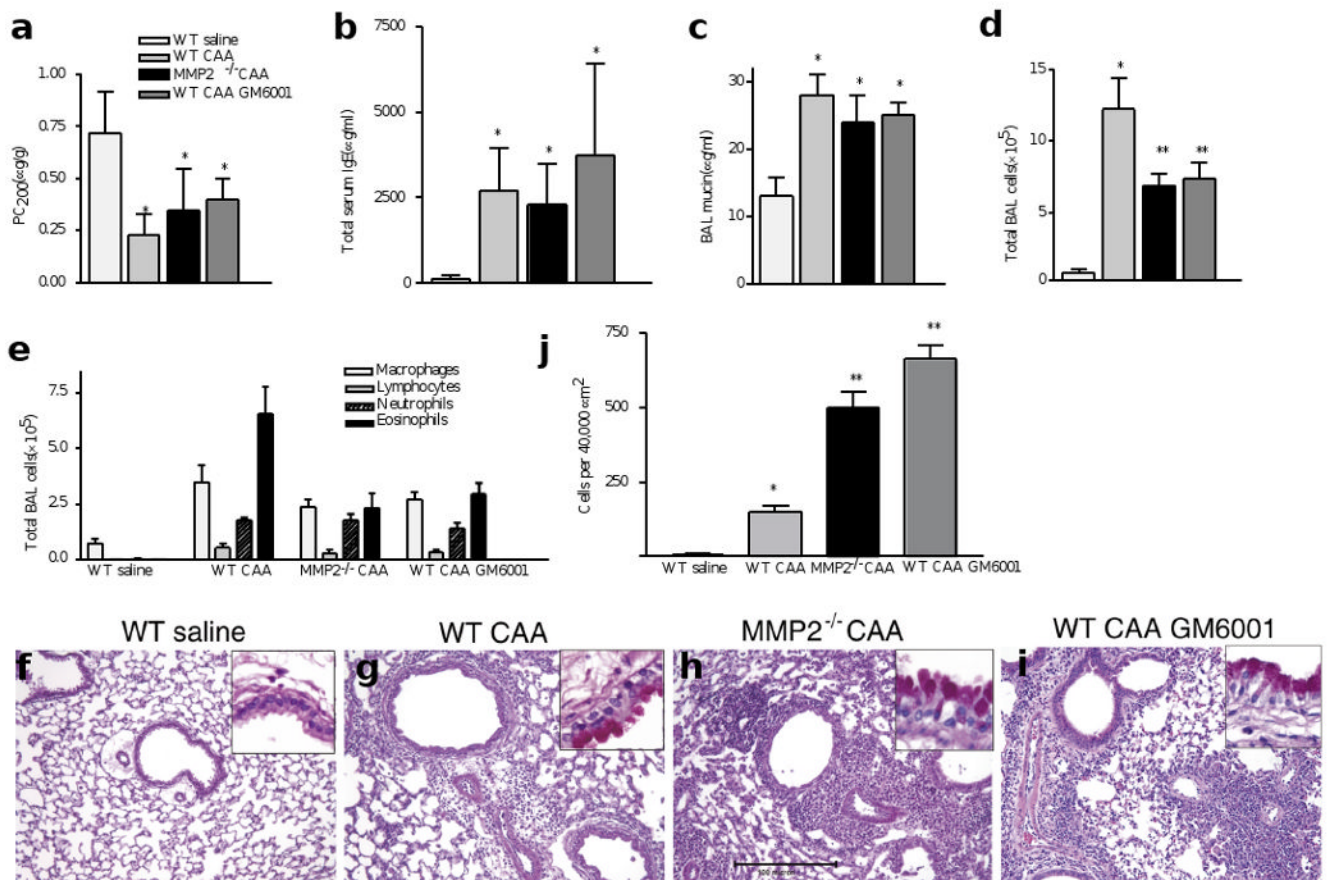 a
WT saline
WT CAA
MMP2 -/- CAA
WT CAA GM6001
PC200(∝g/g)
1.00
0.75
0.50
0.25
0.00
*
*
*
b
Total serum IgE(∝g/ml)
7500
5000
2500
0
*
*
*
c
BAL mucin(∝g/ml)
30
20
10
0
*
*
*
d
Total BAL cells(×10⁵)
15
10
5
0
*
**
**
e
Total BAL cells(×10⁵)
7.5
5.0
2.5
0.0
Macrophages
Lymphocytes
Neutrophils
Eosinophils
WT saline
WT CAA
MMP2-/- CAA
WT CAA GM6001
j
Cells per 40,000 ∝m²
750
500
250
*
**
**
WT saline
WT CAA
MMP2-/- CAA
WT CAA GM6001
WT saline
WT CAA
MMP2-/- CAA
WT CAA GM6001
f
g
h
i